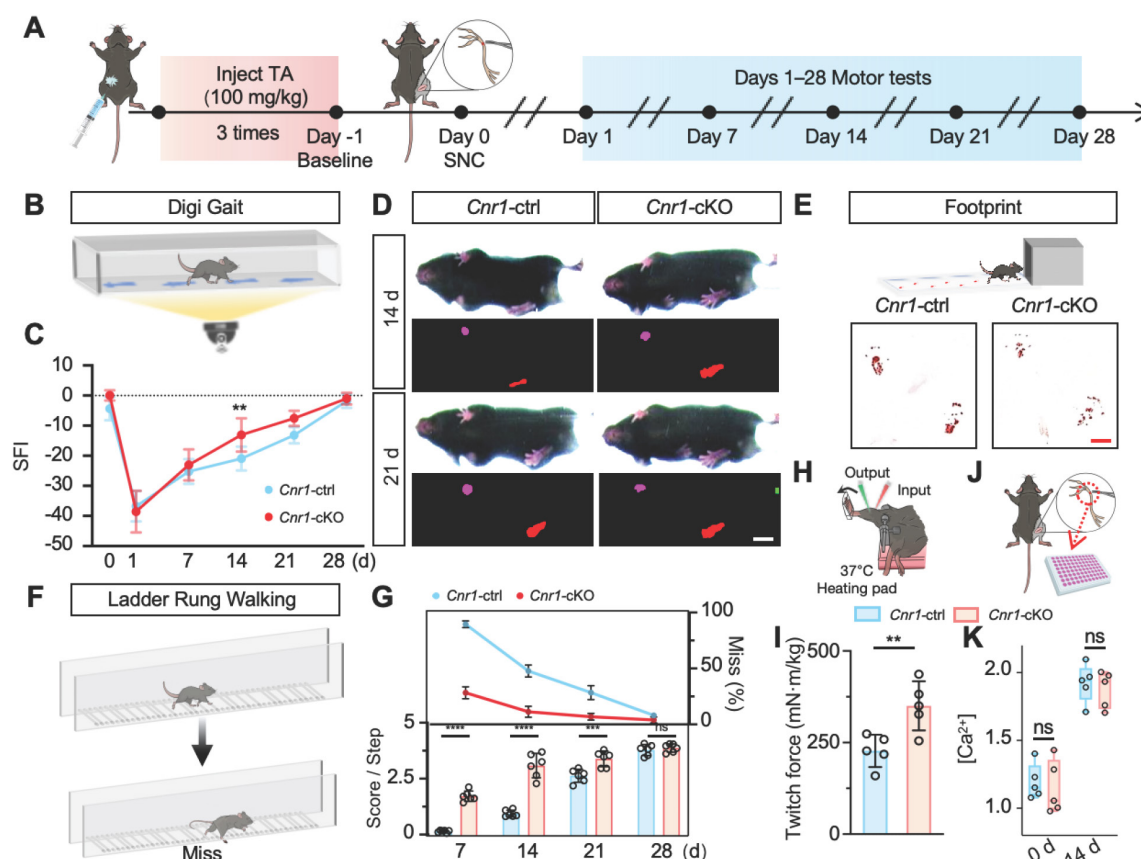 A
Inject TA
(100 mg/kg)
3 times
Day -1
Baseline
Day 0
SNC
Days 1–28 Motor tests
Day 1
Day 7
Day 14
Day 21
Day 28
B
Digi Gait
C
10
0
-10
-20
-30
-40
-50
SFI
**
Cnr1-ctrl
Cnr1-cKO
0 1 7 14 21 28 (d)
D
Cnr1-ctrl
Cnr1-cKO
14 d
21 d
E
Footprint
Cnr1-ctrl
Cnr1-cKO
F
Ladder Rung Walking
Miss
G
Cnr1-ctrl
Cnr1-cKO
100
50
0
Miss (%)
5
2.5
0
Score / Step
**** **** *** ns
7 14 21 28 (d)
H
Output
Input
37°C
Heating pad
J
Cnr1-ctrl
Cnr1-cKO
I
**
500
250
0
Twitch force (mN·m/kg)
K
ns
ns
2.0
1.5
1.0
[Ca²⁺]
0 d
14 d